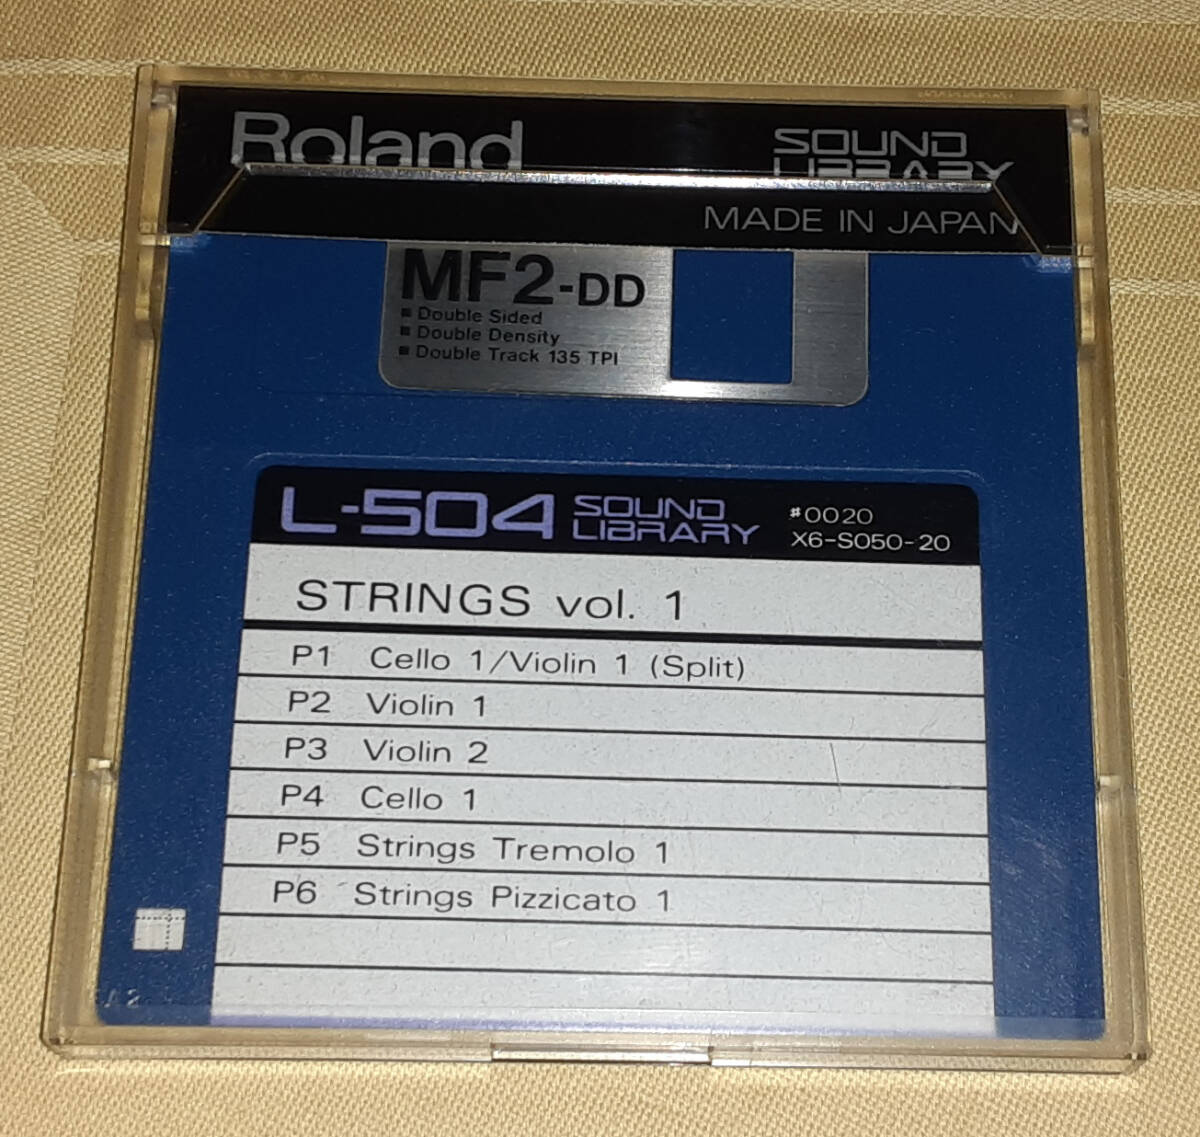 Roland
SOUND
LIBRARY
MADE IN JAPAN
MF2-DD
■ Double Sided
■ Double Density
■ Double Track 135 TPI
L-504 SOUND LIBRARY
#0020
X6-S050-20
STRINGS vol. 1
P1 Cello 1/Violin 1 (Split)
P2 Violin 1
P3 Violin 2
P4 Cello 1
P5 Strings Tremolo 1
P6 Strings Pizzicato 1
A2